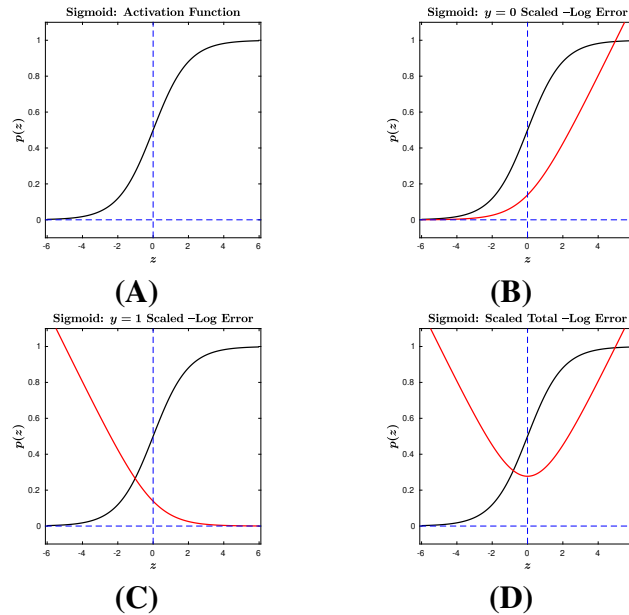 Sigmoid: Activation Function
p(z)
1
0.8
0.6
0.4
0.2
0
-6 -4 -2 0 2 4 6
z
(A)
Sigmoid: y = 0 Scaled –Log Error
p(z)
1
0.8
0.6
0.4
0.2
0
-6 -4 -2 0 2 4
z
(B)
Sigmoid: y = 1 Scaled –Log Error
p(z)
1
0.8
0.6
0.4
0.2
0
-6 -4 -2 0 2 4 6
z
(C)
Sigmoid: Scaled Total –Log Error
p(z)
1
0.8
0.6
0.4
0.2
0
-6 -4 -2 0 2 4
z
(D)